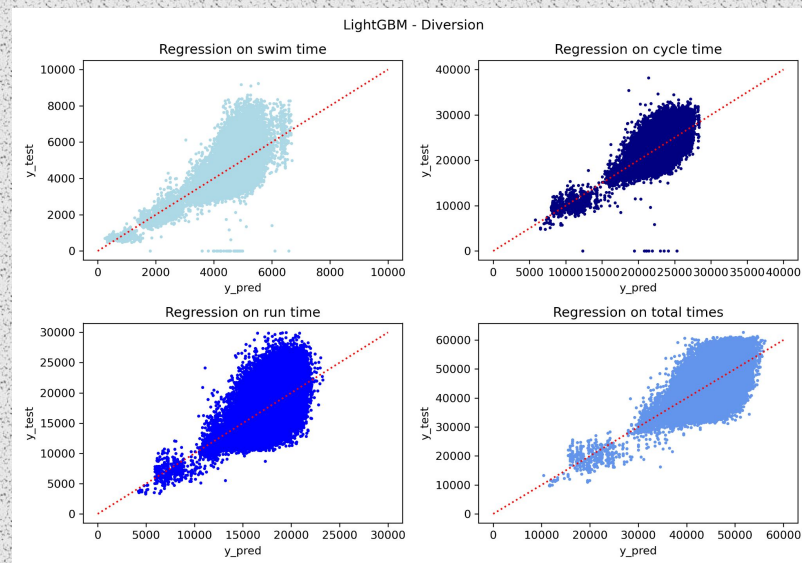 LightGBM - Diversion
Regression on swim time
10000
8000
6000
4000
2000
0
y_test
0 2000 4000 6000 8000 10000
y_pred
Regression on cycle time
40000
30000
20000
10000
0
y_test
0 5000 10000 15000 20000 25000 30000 35000 40000
y_pred
Regression on run time
30000
25000
20000
15000
10000
5000
0
y_test
0 5000 10000 15000 20000 25000 30000
y_pred
Regression on total times
60000
50000
40000
30000
20000
10000
0
y_test
0 10000 20000 30000 40000 50000 60000
y_pred